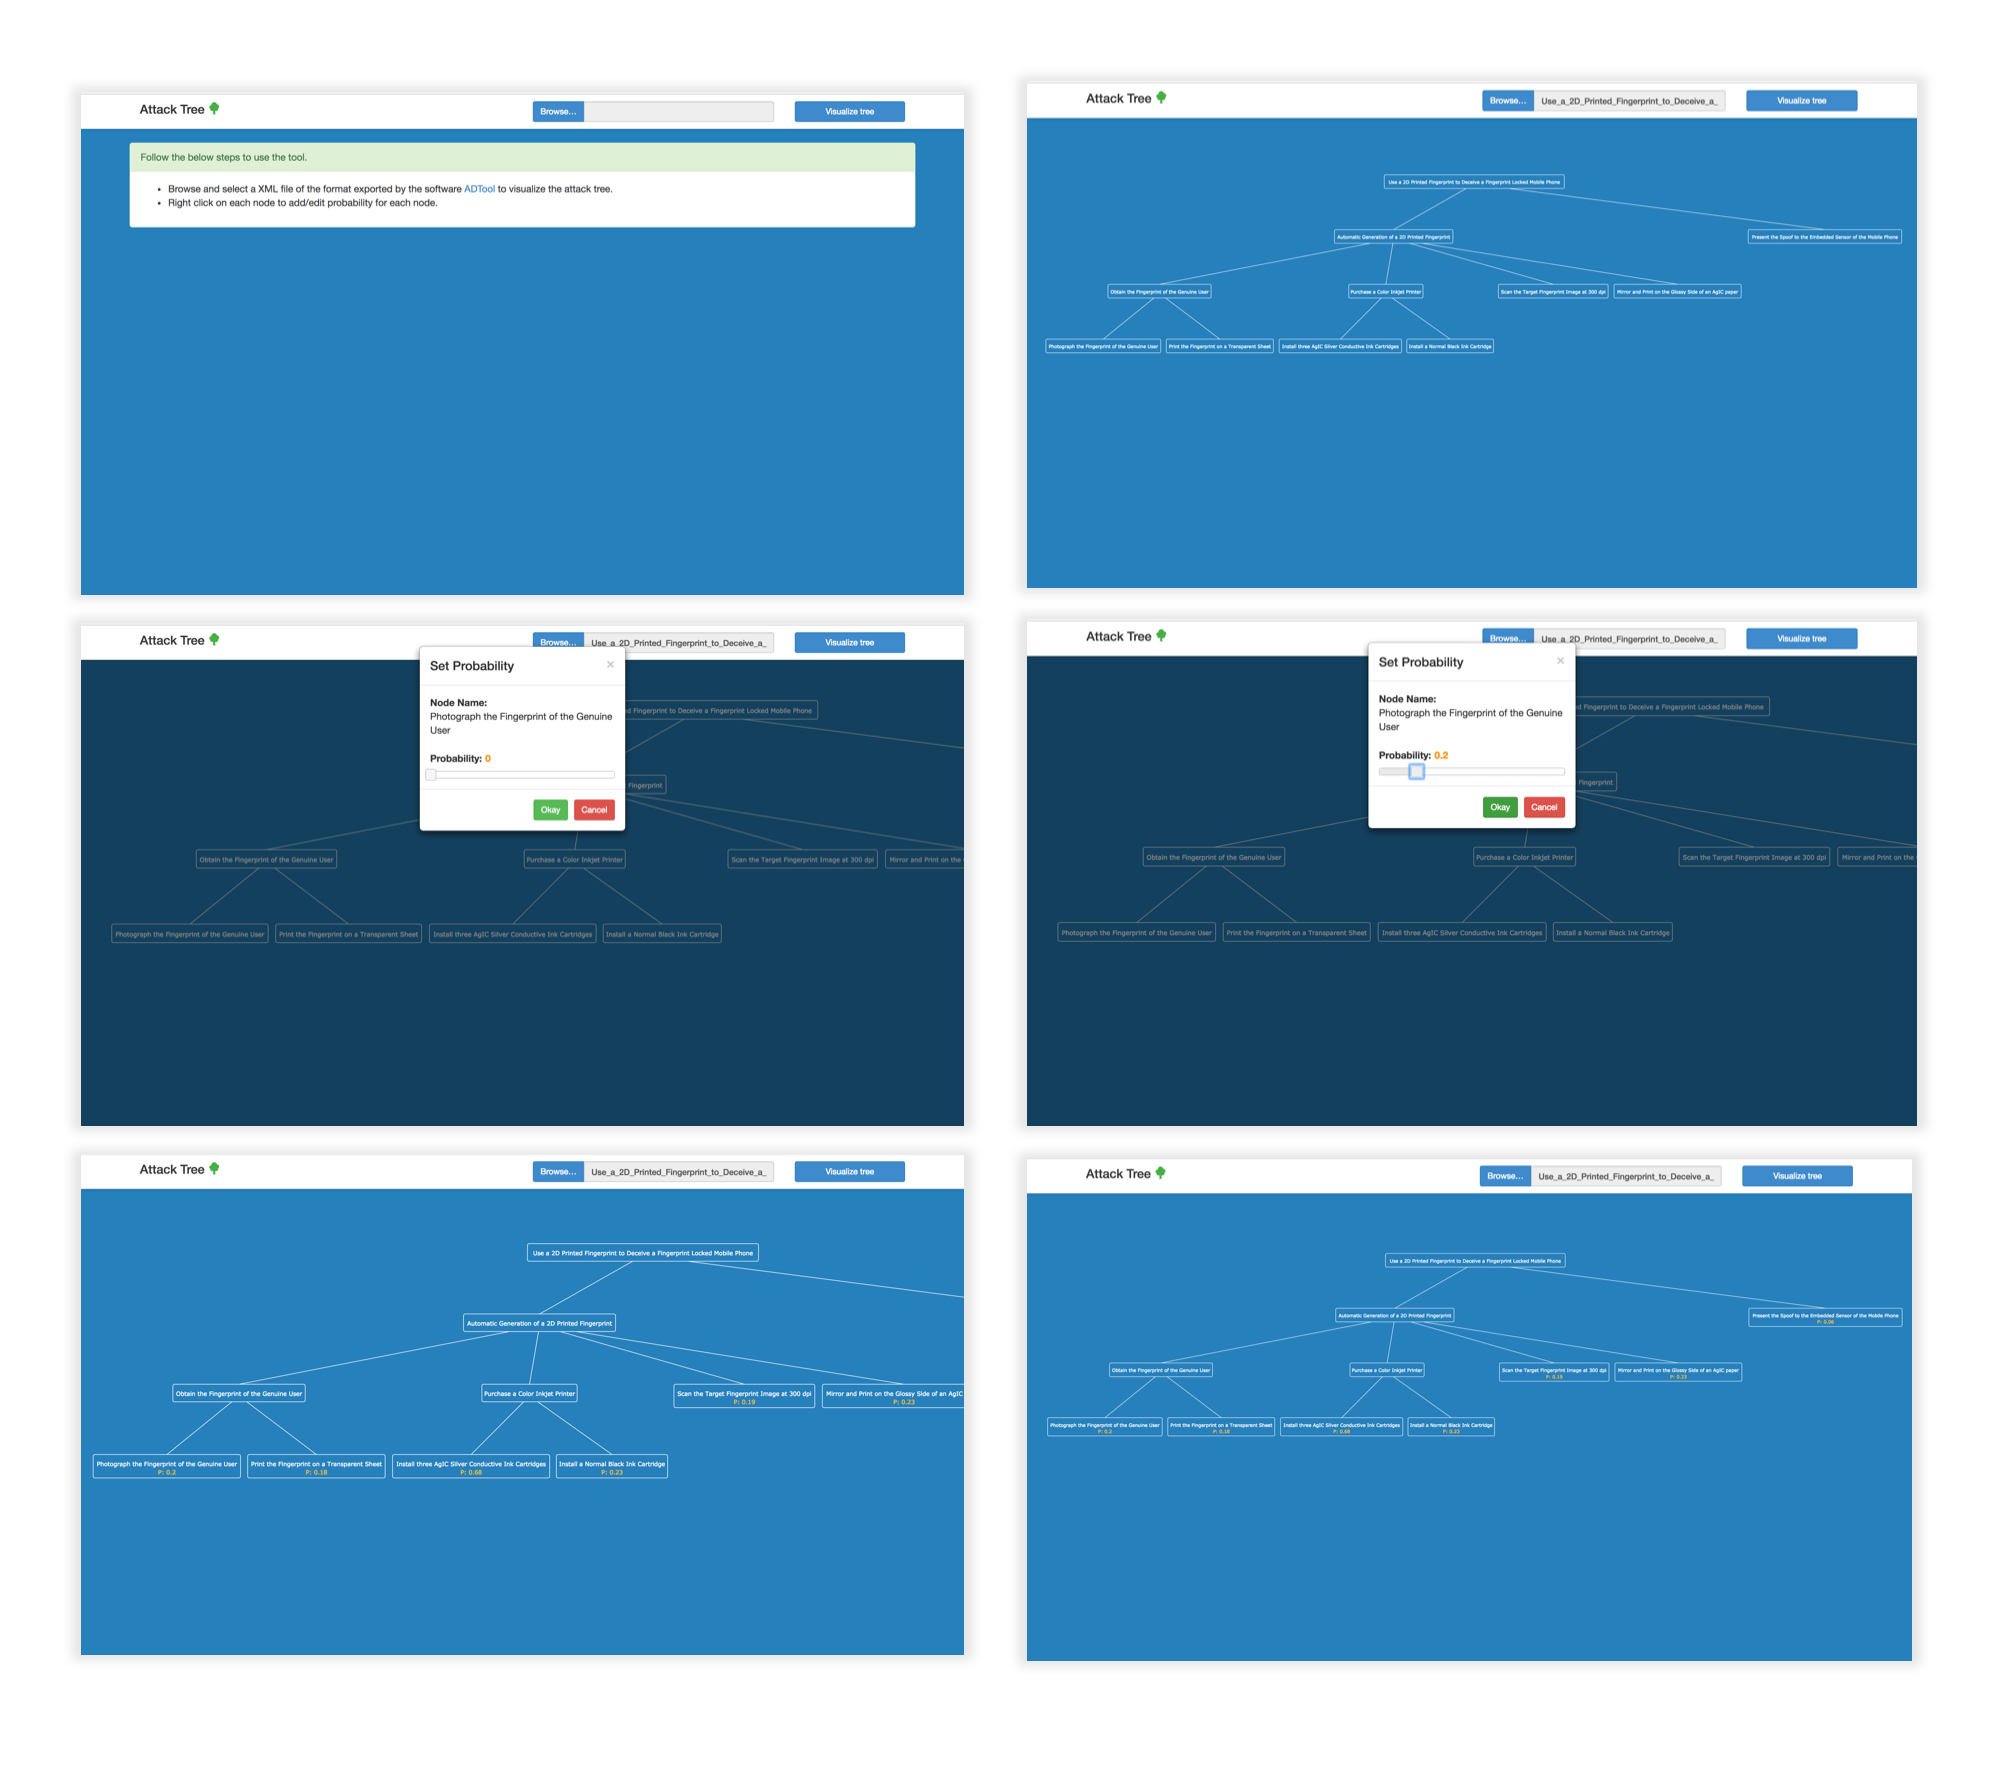 Attack Tree
Browse...
Visualize tree
Follow the below steps to use the tool.
• Browse and select a XML file of the format exported by the software ADTool to visualize the attack tree.
• Right click on each node to add/edit probability for each node.
Attack Tree
Browse...
Use_a_2D_Printed_Fingerprint_to_Deceive_a_
Visualize tree
Use a 2D Printed Fingerprint to Deceive a Fingerprint Locked Mobile Phone
Automatic Generation of a 2D Printed Fingerprint
Present the Spoof to the Embedded Sensor of the Mobile Phone
Obtain the Fingerprint of the Genuine User
Purchase a Color Inkjet Printer
Scan the Target Fingerprint Image at 300 dpi
Mirror and Print on the Glossy Side of an AgIC paper
Photograph the Fingerprint of the Genuine User
Print the Fingerprint on a Transparent Sheet
Install three AgIC Silver Conductive Ink Cartridges
Install a Normal Black Ink Cartridge
Attack Tree
Browse...
Use_a_2D_Printed_Fingerprint_to_Deceive_a_
Visualize tree
Set Probability
×
Node Name:
Photograph the Fingerprint of the Genuine
User
Probability: 0
Okay
Cancel
Fingerprint to Deceive a Fingerprint Locked Mobile Phone
Fingerprint
Obtain the Fingerprint of the Genuine User
Purchase a Color Inkjet Printer
Scan the Target Fingerprint Image at 300 dpi
Mirror and Print on the
Photograph the Fingerprint of the Genuine User
Print the Fingerprint on a Transparent Sheet
Install three AgIC Silver Conductive Ink Cartridges
Install a Normal Black Ink Cartridge
Attack Tree
Browse...
Use_a_2D_Printed_Fingerprint_to_Deceive_a_
Visualize tree
Set Probability
×
Node Name:
Photograph the Fingerprint of the Genuine
User
Probability: 0.2
Okay
Cancel
Fingerprint to Deceive a Fingerprint Locked Mobile Phone
Fingerprint
Obtain the Fingerprint of the Genuine User
Purchase a Color Inkjet Printer
Scan the Target Fingerprint Image at 300 dpi
Mirror and Print on the
Photograph the Fingerprint of the Genuine User
Print the Fingerprint on a Transparent Sheet
Install three AgIC Silver Conductive Ink Cartridges
Install a Normal Black Ink Cartridge
Attack Tree
Browse...
Use_a_2D_Printed_Fingerprint_to_Deceive_a_
Visualize tree
Use a 2D Printed Fingerprint to Deceive a Fingerprint Locked Mobile Phone
Automatic Generation of a 2D Printed Fingerprint
Obtain the Fingerprint of the Genuine User
Purchase a Color Inkjet Printer
Scan the Target Fingerprint Image at 300 dpi
P: 0.19
Mirror and Print on the Glossy Side of an AgIC
P: 0.23
Photograph the Fingerprint of the Genuine User
P: 0.2
Print the Fingerprint on a Transparent Sheet
P: 0.18
Install three AgIC Silver Conductive Ink Cartridges
P: 0.68
Install a Normal Black Ink Cartridge
P: 0.23
Attack Tree
Browse...
Use_a_2D_Printed_Fingerprint_to_Deceive_a_
Visualize tree
Use a 2D Printed Fingerprint to Deceive a Fingerprint Locked Mobile Phone
Automatic Generation of a 2D Printed Fingerprint
Present the Spoof to the Embedded Sensor of the Mobile Phone
Obtain the Fingerprint of the Genuine User
Purchase a Color Inkjet Printer
Scan the Target Fingerprint Image at 300 dpi
P: 0.19
Mirror and Print on the Glossy Side of an AgIC paper
P: 0.23
Photograph the Fingerprint of the Genuine User
P: 0.2
Print the Fingerprint on a Transparent Sheet
P: 0.18
Install three AgIC Silver Conductive Ink Cartridges
P: 0.68
Install a Normal Black Ink Cartridge
P: 0.23